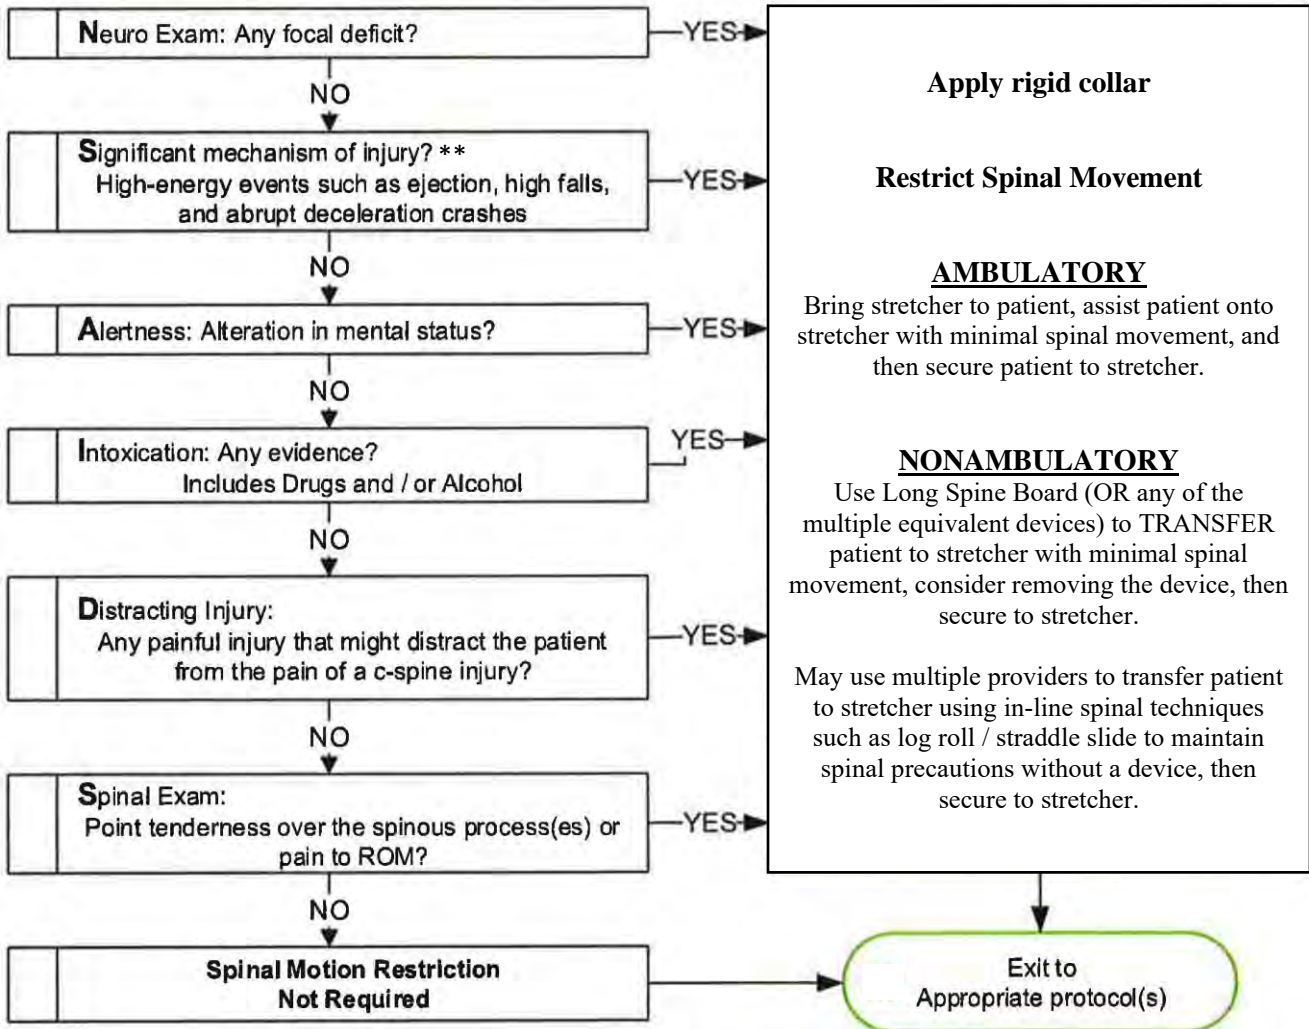 Neuro Exam: Any focal deficit?
YES
NO
Significant mechanism of injury? **
High-energy events such as ejection, high falls,
and abrupt deceleration crashes
YES
NO
Alertness: Alteration in mental status?
YES
NO
Intoxication: Any evidence?
Includes Drugs and / or Alcohol
YES
NO
Distracting Injury:
Any painful injury that might distract the patient
from the pain of a c-spine injury?
YES
NO
Spinal Exam:
Point tenderness over the spinous process(es) or
pain to ROM?
YES
NO
Spinal Motion Restriction
Not Required
Apply rigid collar
Restrict Spinal Movement
AMBULATORY
Bring stretcher to patient, assist patient onto
stretcher with minimal spinal movement, and
then secure patient to stretcher.
NONAMBULATORY
Use Long Spine Board (OR any of the
multiple equivalent devices) to TRANSFER
patient to stretcher with minimal spinal
movement, consider removing the device, then
secure to stretcher.
May use multiple providers to transfer patient
to stretcher using in-line spinal techniques
such as log roll / straddle slide to maintain
spinal precautions without a device, then
secure to stretcher.
Exit to
Appropriate protocol(s)